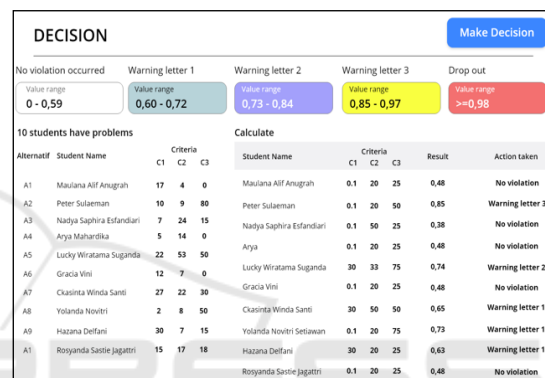 DECISION
Make Decision
No violation occurred Warning letter 1 Warning letter 2 Warning letter 3 Drop out
Value range Value range Value range Value range Value range
0 - 0,59 0,60 - 0,72 0,73 - 0,84 0,85 - 0,97 >=0,98
10 students have problems
Criteria
Alternatif Student Name C1 C2 C3
A1 Maulana Alif Anugrah 17 4 0
A2 Peter Sulaeman 10 9 80
A3 Nadya Saphira Esfandiari 7 24 15
A4 Arya Mahardika 5 14 0
A5 Lucky Wiratama Suganda 22 53 50
A6 Gracia Vini 12 7 0
A7 Ckasinta Winda Santi 27 22 30
A8 Yolanda Novitri 2 8 50
A9 Hazana Delfani 30 7 15
A1 Rosyanda Sastie Jagattri 15 17 18
Calculate
Criteria
Student Name C1 C2 C3 Result Action taken
Maulana Alif Anugrah 0.1 20 25 0,48 No violation
Peter Sulaeman 0.1 20 50 0,85 Warning letter 3
Nadya Saphira Esfandiari 0.1 50 25 0,38 No violation
Arya 0.1 20 25 0,48 No violation
Lucky Wiratama Suganda 30 33 75 0,74 Warning letter 2
Gracia Vini 0.1 20 25 0,48 No violation
Ckasinta Winda Santi 30 50 50 0,65 Warning letter 1
Yolanda Novitri Setiawan 0.1 20 75 0,73 Warning letter 1
Hazana Delfani 30 20 25 0,63 Warning letter 1
Rosyanda Sastie Jagattri 0.1 20 25 0,48 No violation